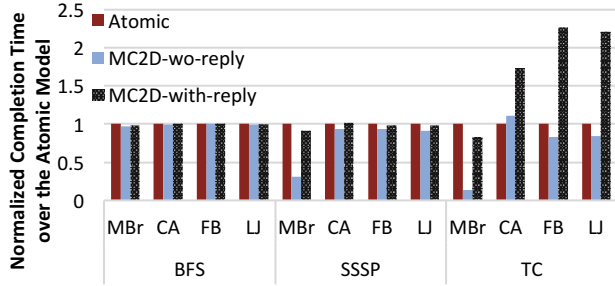 Normalized Completion Time
over the Atomic Model
2.5
2
1.5
1
0.5
0
Atomic
MC2D-wo-reply
MC2D-with-reply
MBr CA FB LJ MBr CA FB LJ MBr CA FB LJ
BFS SSSP TC